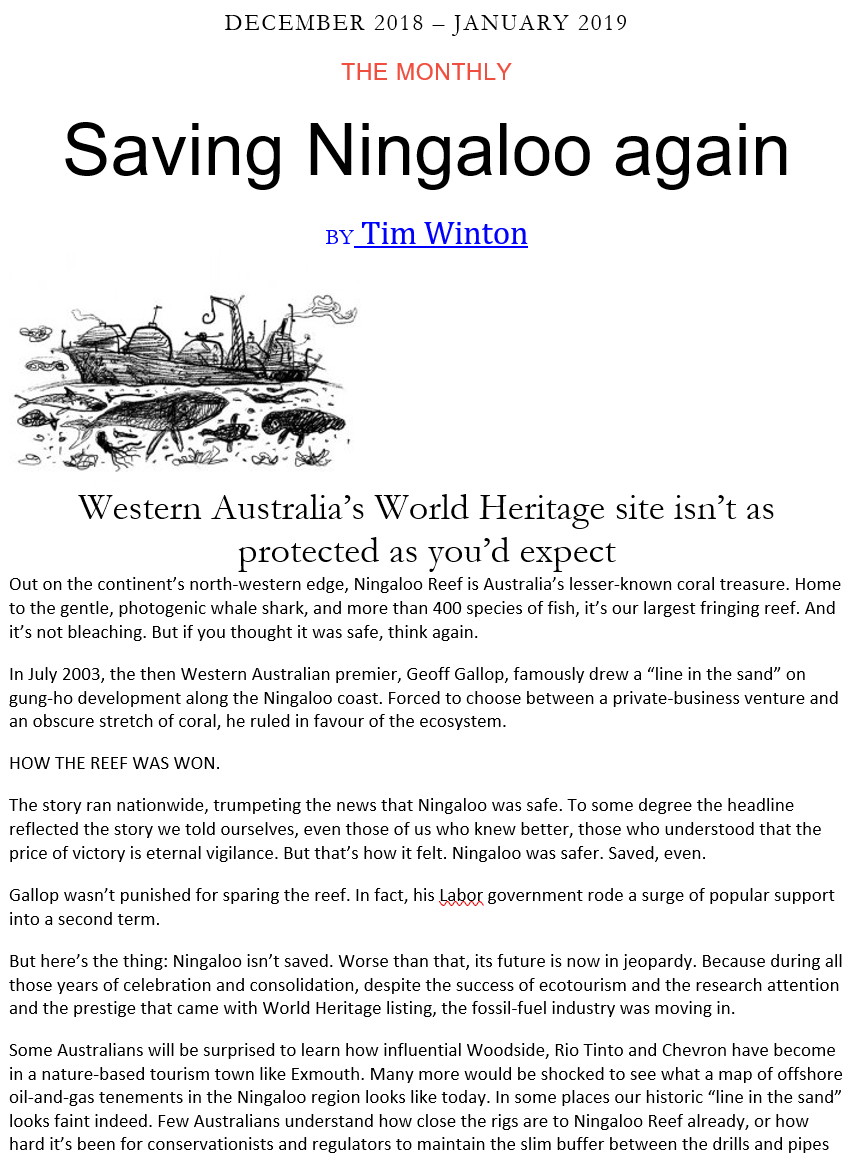 DECEMBER 2018 – JANUARY 2019
THE MONTHLY
Saving Ningaloo again
BY Tim Winton
Western Australia’s World Heritage site isn’t as
protected as you’d expect
Out on the continent’s north-western edge, Ningaloo Reef is Australia’s lesser-known coral treasure. Home
to the gentle, photogenic whale shark, and more than 400 species of fish, it’s our largest fringing reef. And
it’s not bleaching. But if you thought it was safe, think again.
In July 2003, the then Western Australian premier, Geoff Gallop, famously drew a “line in the sand” on
gung-ho development along the Ningaloo coast. Forced to choose between a private-business venture and
an obscure stretch of coral, he ruled in favour of the ecosystem.
HOW THE REEF WAS WON.
The story ran nationwide, trumpeting the news that Ningaloo was safe. To some degree the headline
reflected the story we told ourselves, even those of us who knew better, those who understood that the
price of victory is eternal vigilance. But that’s how it felt. Ningaloo was safer. Saved, even.
Gallop wasn’t punished for sparing the reef. In fact, his Labor government rode a surge of popular support
into a second term.
But here’s the thing: Ningaloo isn’t saved. Worse than that, its future is now in jeopardy. Because during all
those years of celebration and consolidation, despite the success of ecotourism and the research attention
and the prestige that came with World Heritage listing, the fossil-fuel industry was moving in.
Some Australians will be surprised to learn how influential Woodside, Rio Tinto and Chevron have become
in a nature-based tourism town like Exmouth. Many more would be shocked to see what a map of offshore
oil-and-gas tenements in the Ningaloo region looks like today. In some places our historic “line in the sand”
looks faint indeed. Few Australians understand how close the rigs are to Ningaloo Reef already, or how
hard it’s been for conservationists and regulators to maintain the slim buffer between the drills and pipes